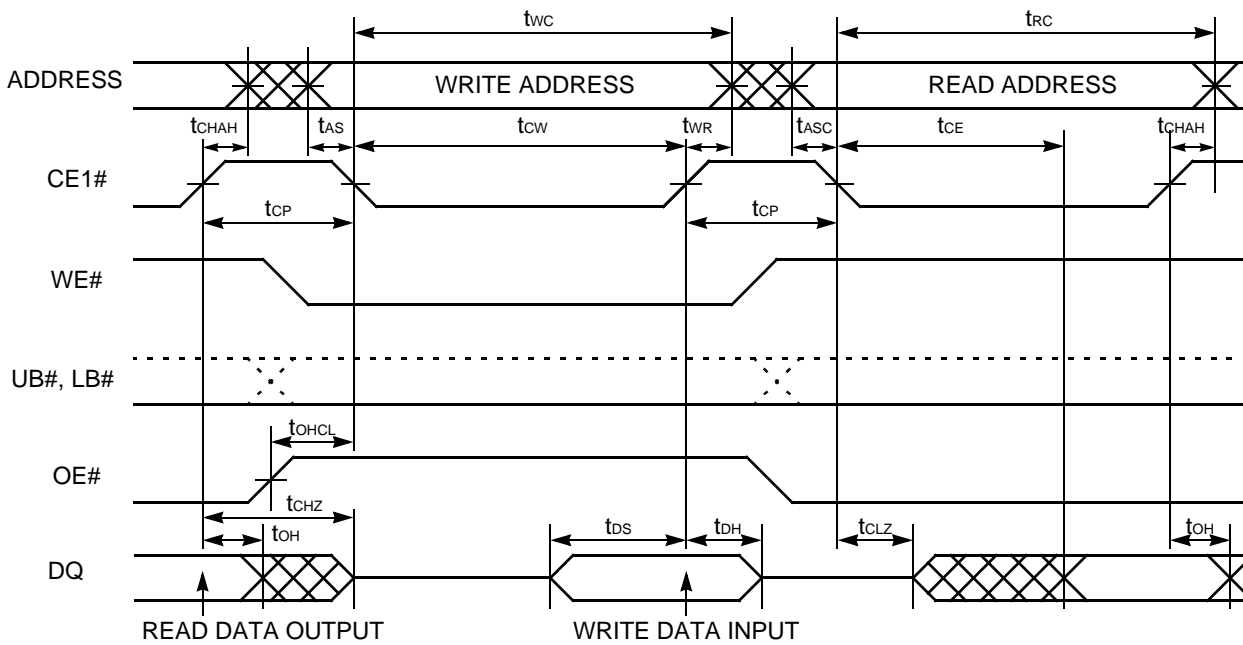 tWC tRC
ADDRESS WRITE ADDRESS READ ADDRESS
tCHAH tAS tCW tWR tASC tCE tCHAH
CE1#
tCP tCP
WE#
UB#, LB#
tOHCL
OE#
tCHZ
tOH tDS tDH tCLZ tOH
DQ
READ DATA OUTPUT WRITE DATA INPUT